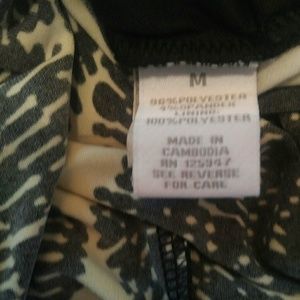 M
96% POLYESTER
4% SPANDEX
LINING:
100% POLYESTER
MADE IN
CAMBODIA
RN 125947
SEE REVERSE
FOR CARE